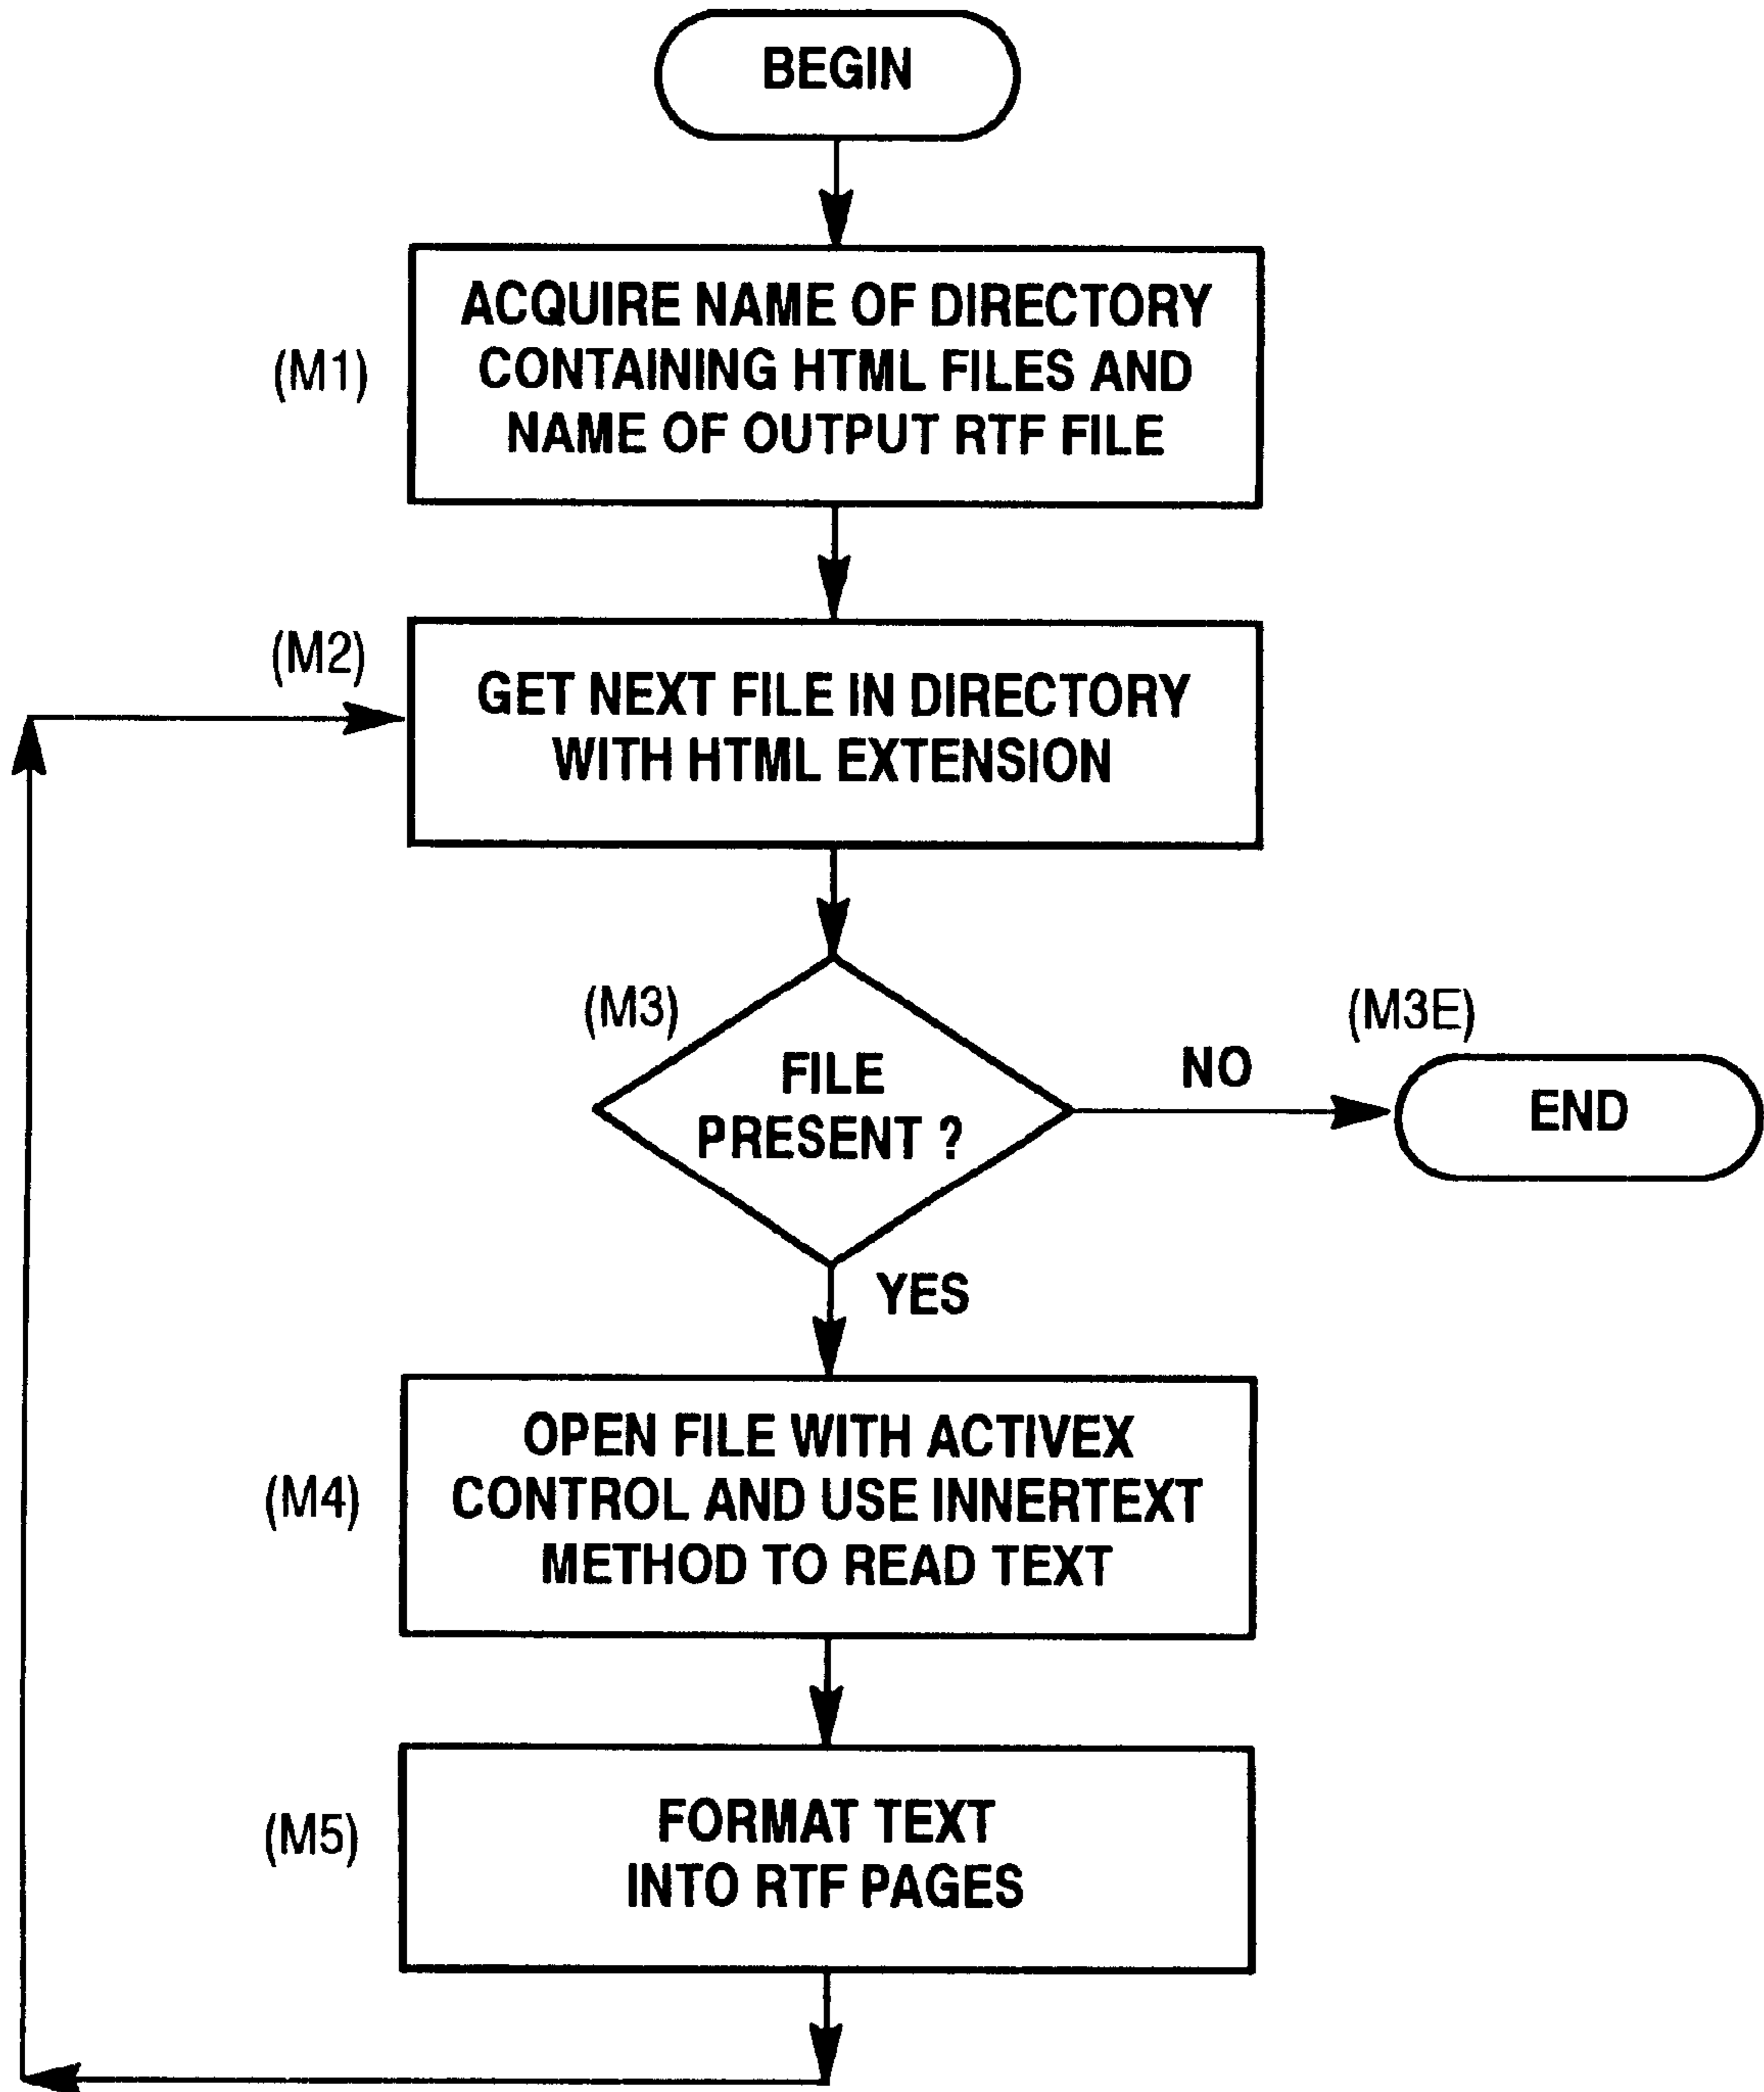 BEGIN
(M1)
ACQUIRE NAME OF DIRECTORY
CONTAINING HTML FILES AND
NAME OF OUTPUT RTF FILE
(M2)
GET NEXT FILE IN DIRECTORY
WITH HTML EXTENSION
(M3)
FILE
PRESENT ?
NO
(M3E)
END
YES
(M4)
OPEN FILE WITH ACTIVEX
CONTROL AND USE INNERTEXT
METHOD TO READ TEXT
(M5)
FORMAT TEXT
INTO RTF PAGES